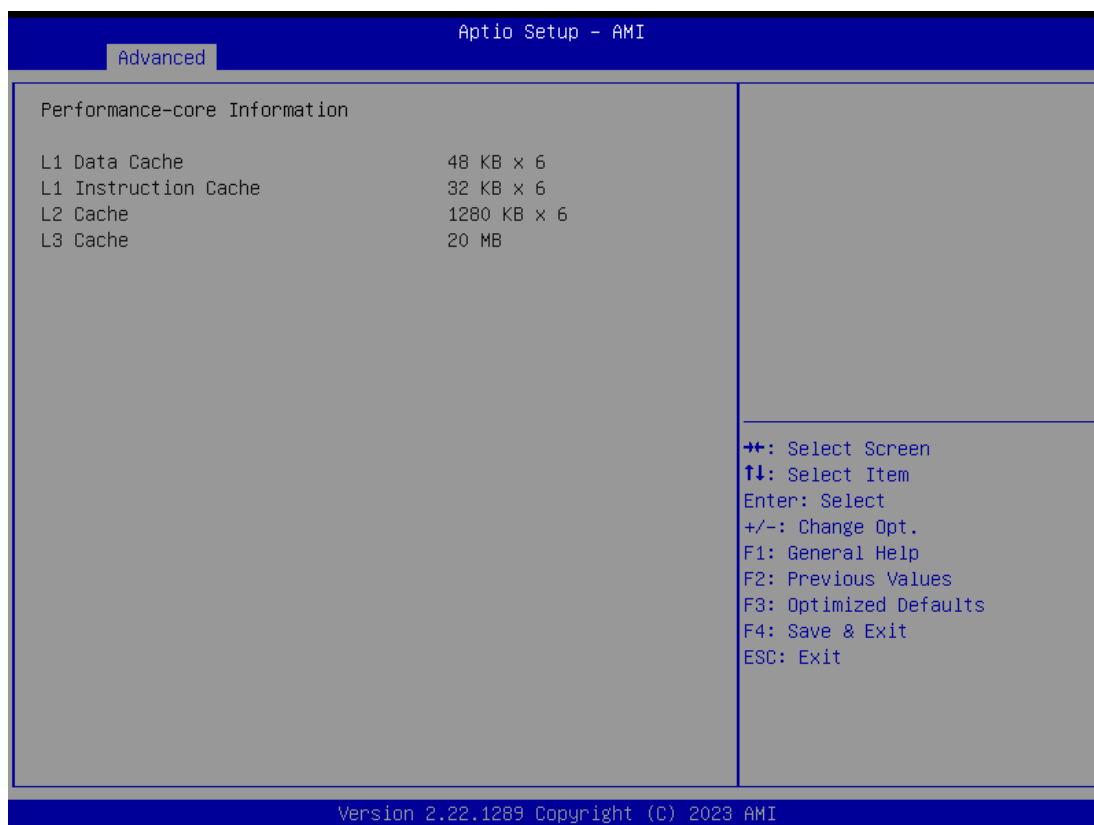 Aptio Setup – AMI
Advanced
Performance-core Information
L1 Data Cache 48 KB x 6
L1 Instruction Cache 32 KB x 6
L2 Cache 1280 KB x 6
L3 Cache 20 MB
→←: Select Screen
↑↓: Select Item
Enter: Select
+/-: Change Opt.
F1: General Help
F2: Previous Values
F3: Optimized Defaults
F4: Save & Exit
ESC: Exit
Version 2.22.1289 Copyright (C) 2023 AMI